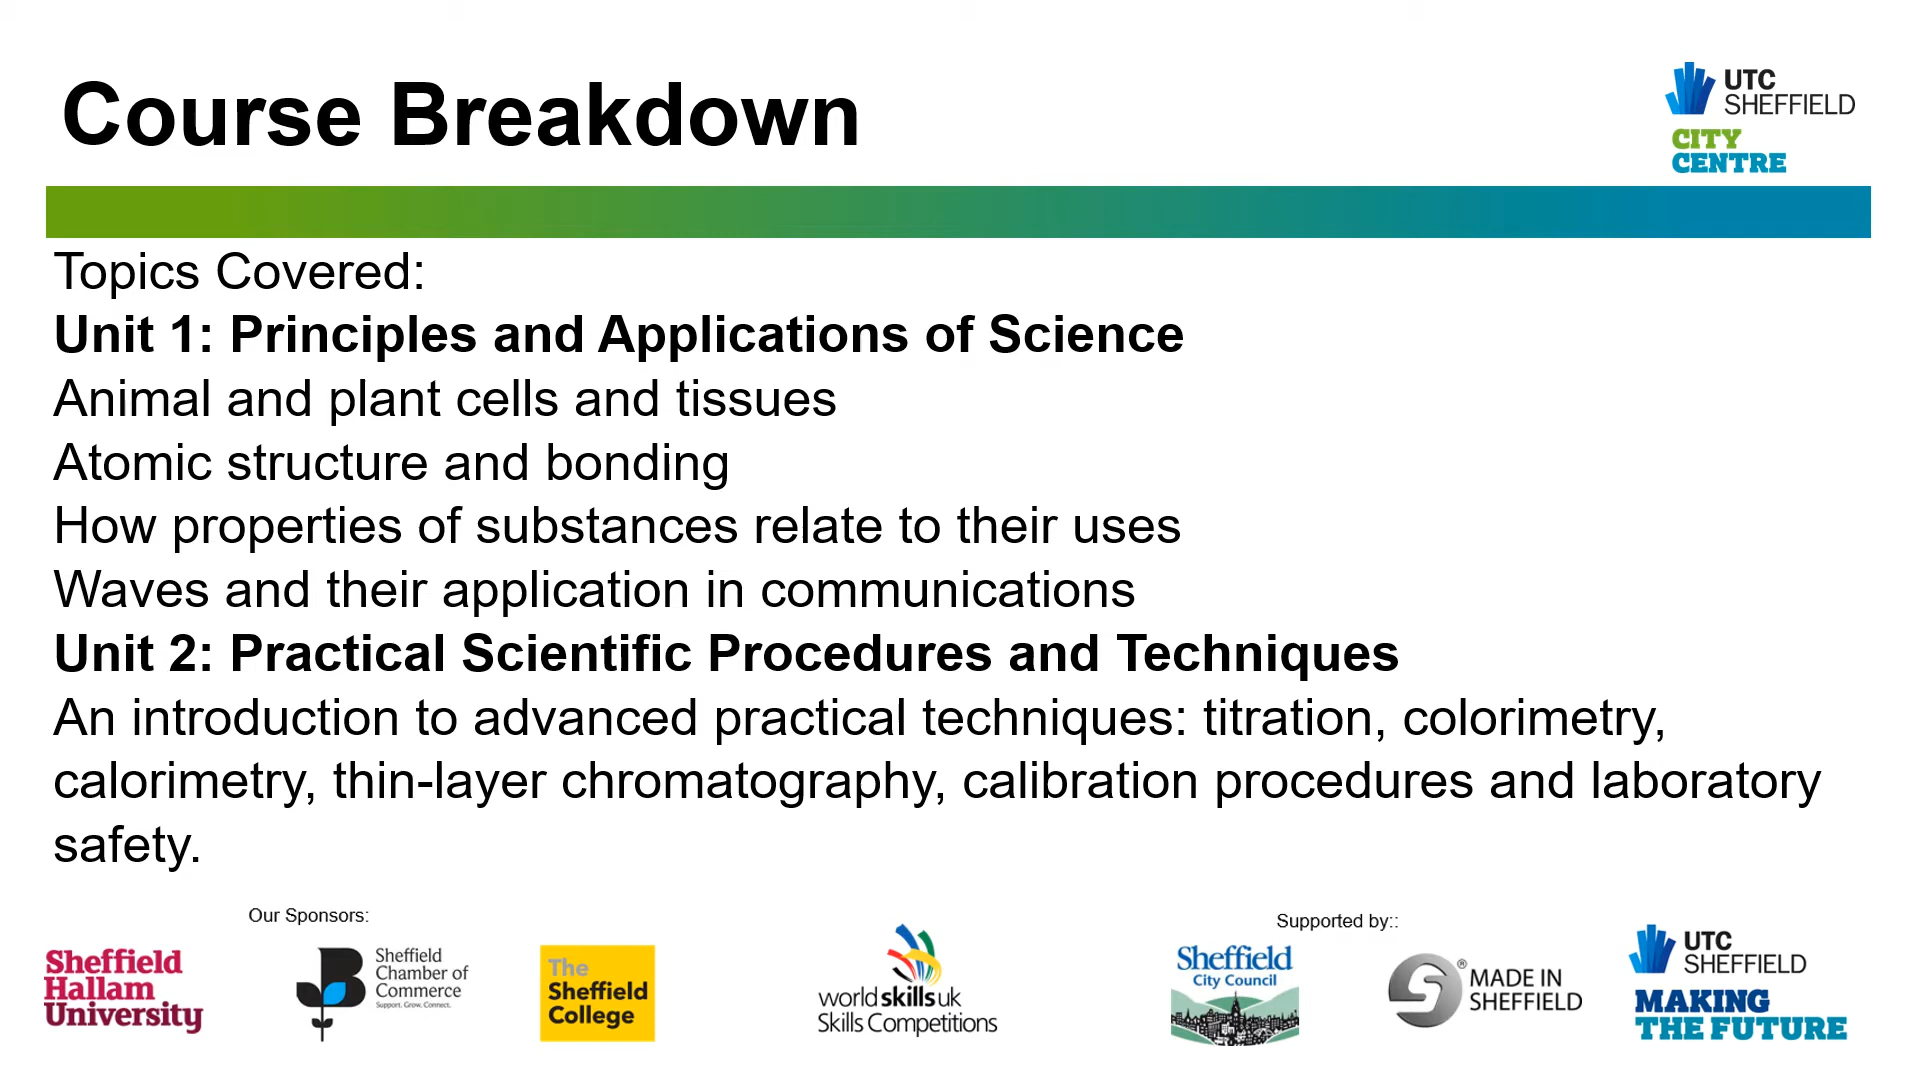 Course Breakdown
UTC
SHEFFIELD
CITY
CENTRE
Topics Covered:
Unit 1: Principles and Applications of Science
Animal and plant cells and tissues
Atomic structure and bonding
How properties of substances relate to their uses
Waves and their application in communications
Unit 2: Practical Scientific Procedures and Techniques
An introduction to advanced practical techniques: titration, colorimetry,
calorimetry, thin-layer chromatography, calibration procedures and laboratory
safety.
Our Sponsors:
Sheffield
Hallam
University
Sheffield
Chamber of
Commerce
Support. Grow. Connect.
The
Sheffield
College
worldskillsuk
Skills Competitions
Supported by::
Sheffield
City Council
® MADE IN
SHEFFIELD
UTC
SHEFFIELD
MAKING
THE FUTURE